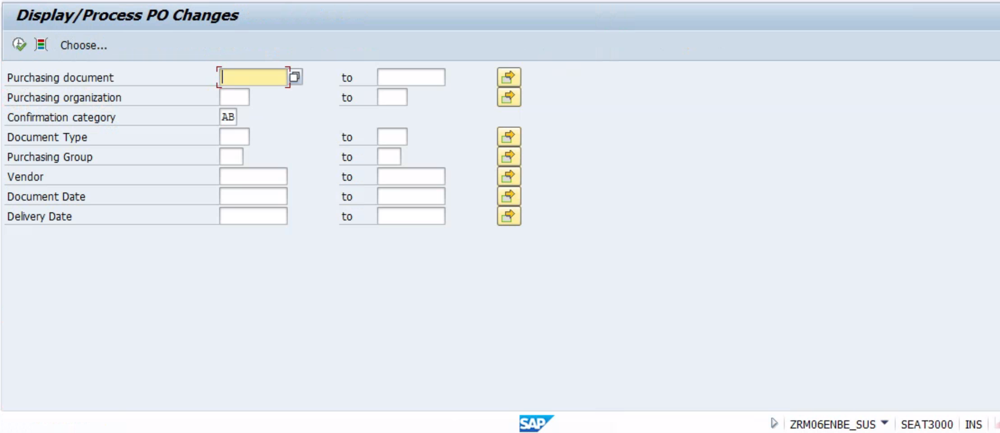 Display/Process PO Changes
Choose...
Purchasing document to
Purchasing organization to
Confirmation category AB
Document Type to
Purchasing Group to
Vendor to
Document Date to
Delivery Date to
SAP ZRM06ENBE_SUS SEAT3000 INS